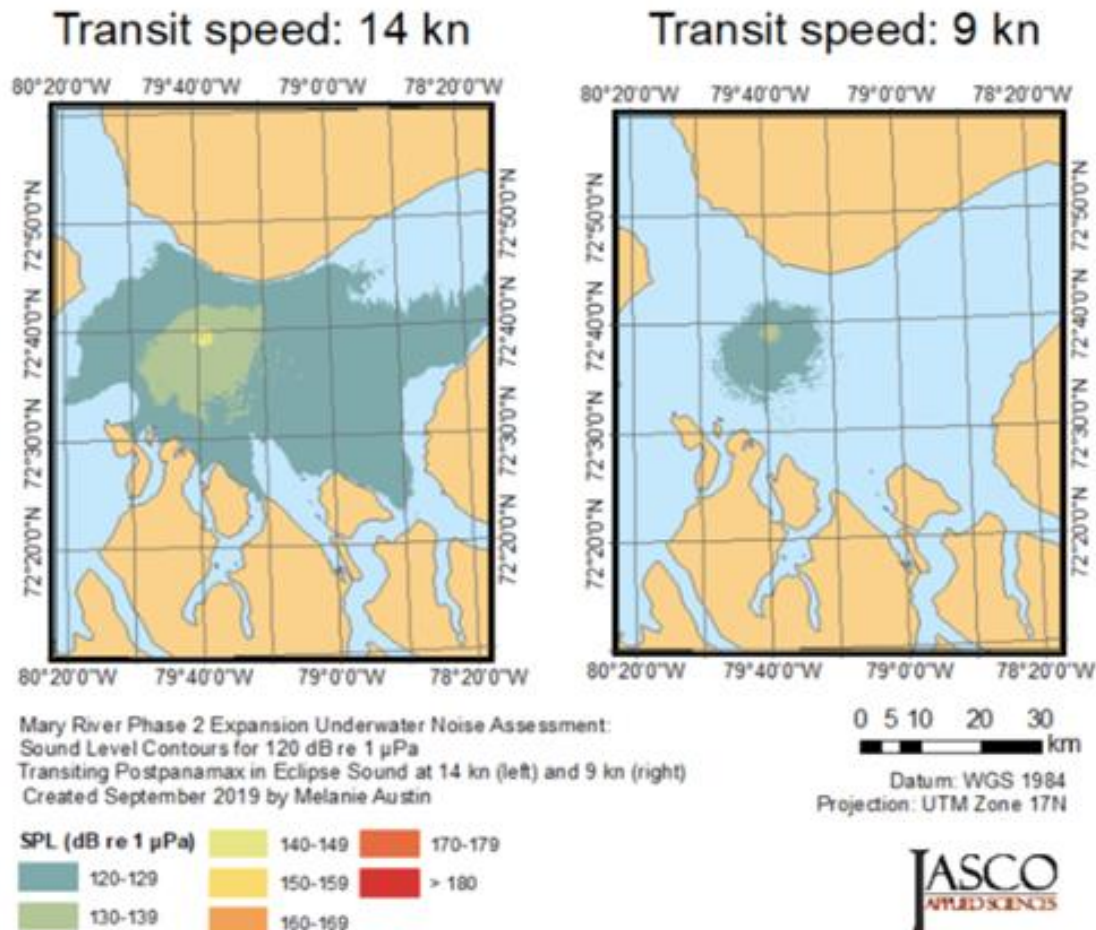 Transit speed: 14 kn
Transit speed: 9 kn
80°20'0"W 79°40'0"W 79°0'0"W 78°20'0"W
80°20'0"W 79°40'0"W 79°0'0"W 78°20'0"W
72°50'0"N 72°50'0"N 72°50'0"N 72°50'0"N
72°40'0"N 72°40'0"N 72°40'0"N 72°40'0"N
72°30'0"N 72°30'0"N 72°30'0"N 72°30'0"N
72°20'0"N 72°20'0"N 72°20'0"N 72°20'0"N
80°20'0"W 79°40'0"W 79°0'0"W 78°20'0"W
80°20'0"W 79°40'0"W 79°0'0"W 78°20'0"W
Mary River Phase 2 Expansion Underwater Noise Assessment:
Sound Level Contours for 120 dB re 1 µPa
Transiting Postpanamax in Eclipse Sound at 14 kn (left) and 9 kn (right)
Created September 2019 by Melanie Austin
0 5 10 20 30
km
Datum: WGS 1984
Projection: UTM Zone 17N
SPL (dB re 1 µPa)
120-129
130-139
140-149
150-159
160-169
170-179
> 180
JASCO
APPLIED SCIENCES